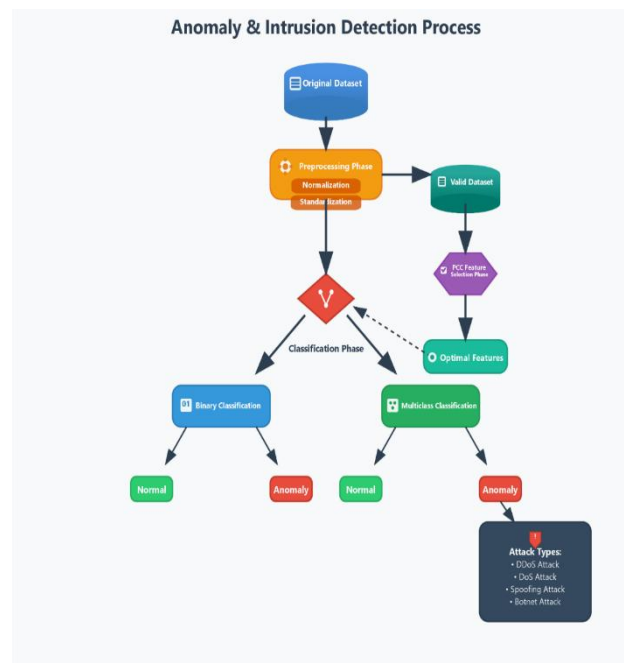 Anomaly & Intrusion Detection Process
Original Dataset
Preprocessing Phase
Normalization
Standardization
Valid Dataset
PCC Feature
Selection Phase
Optimal Features
Classification Phase
01 Binary Classification
Multiclass Classification
Normal
Anomaly
Normal
Anomaly
!
Attack Types:
• DDoS Attack
• DoS Attack
• Spoofing Attack
• Botnet Attack